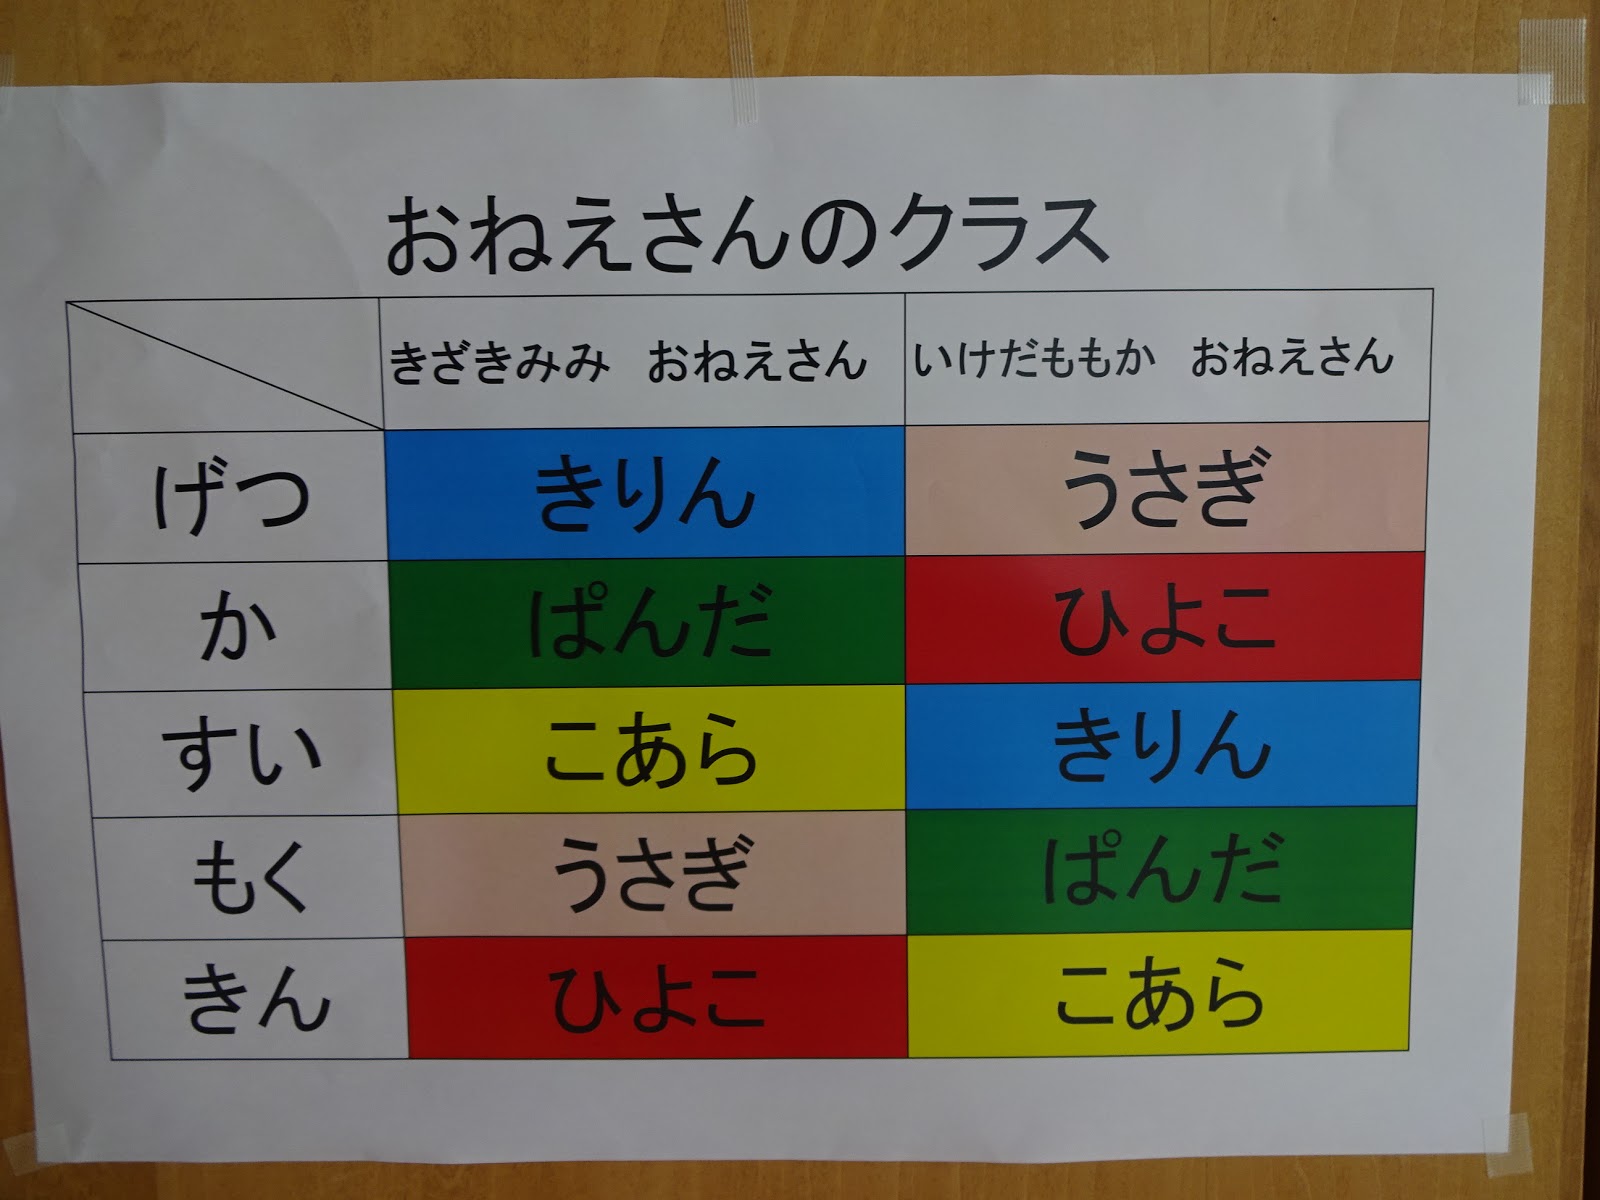 おねえさんのクラス
きざきみみ　おねえさん　いけだももか　おねえさん
げつ　きりん　うさぎ
か　ぱんだ　ひよこ
すい　こあら　きりん
もく　うさぎ　ぱんだ
きん　ひよこ　こあら